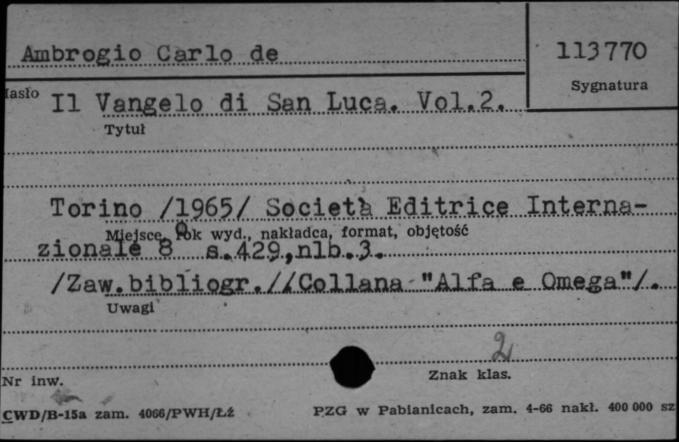 Ambrogio Carlo de
113770
Sygnatura
Hasło
Il Vangelo di San Luca. Vol.2.
Tytuł
Torino /1965/ Società Editrice Interna-
Miejsce, rok wyd., nakładca, format, objętość
zionale 8° s.429,nlb.3.
/Zaw.bibliogr.//Collana "Alfa e Omega"/.
Uwagi
2
Nr inw.
Znak klas.
CWD/B-15a zam. 4066/PWH/Łź
PZG w Pabianicach, zam. 4-66 nakł. 400 000 sz